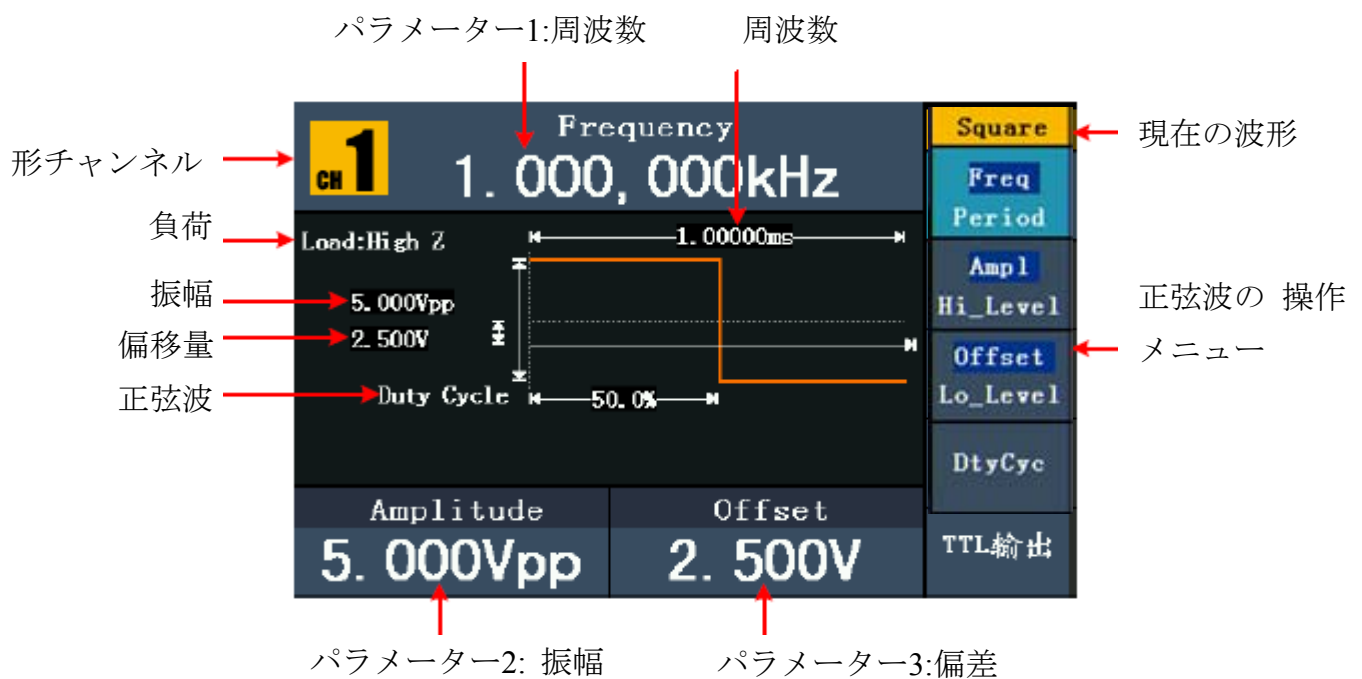 パラメーター1:周波数
周波数
形チャンネル
負荷
振幅
偏移量
正弦波
CH 1
Frequency
1.000,000kHz
Load:High Z
1.00000ms
5.000Vpp
2.500V
Duty Cycle
50.0%
Amplitude
5.000Vpp
Offset
2.500V
Square
Freq
Period
Ampl
Hi_Level
Offset
Lo_Level
DtyCyc
TTL输出
現在の波形
正弦波の 操作
メニュー
パラメーター2: 振幅
パラメーター3:偏差